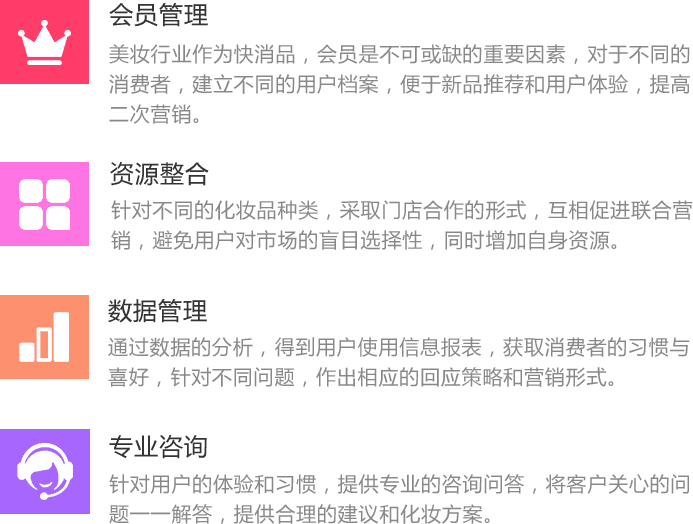 会员管理
美妆行业作为快消品，会员是不可或缺的重要因素，对于不同的
消费者，建立不同的用户档案，便于新品推荐和用户体验，提高
二次营销。
资源整合
针对不同的化妆品种类，采取门店合作的形式，互相促进联合营
销，避免用户对市场的盲目选择性，同时增加自身资源。
数据管理
通过数据的分析，得到用户使用信息报表，获取消费者的习惯与
喜好，针对不同问题，作出相应的回应策略和营销形式。
专业咨询
针对用户的体验和习惯，提供专业的咨询问答，将客户关心的问
题一一解答，提供合理的建议和化妆方案。